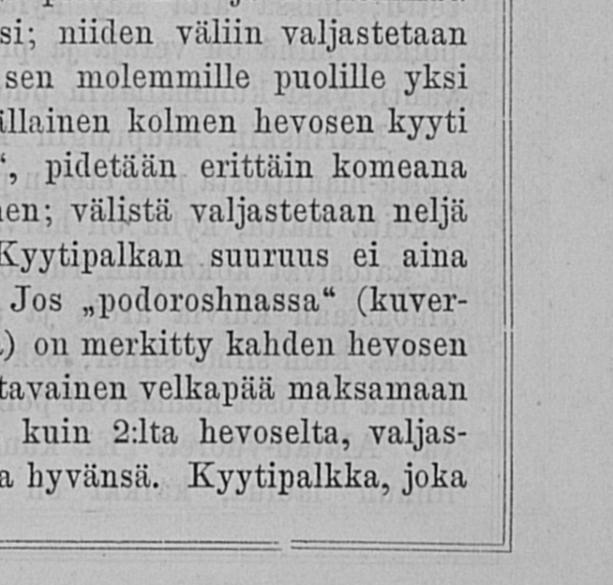 si; niiden väliin valjastetaan
sen molemmille puolille yksi
illainen kolmen hevosen kyyti
“, pidetään erittäin komeana
en; välistä valjastetaan neljä
Kyytipalkan suuruus ei aina
Jos „podoroshnassa“ (kuver-
) on merkitty kahden hevosen
tavainen velkapää maksamaan
kuin 2:lta hevoselta, valjas-
a hyvänsä. Kyytipalkka, joka